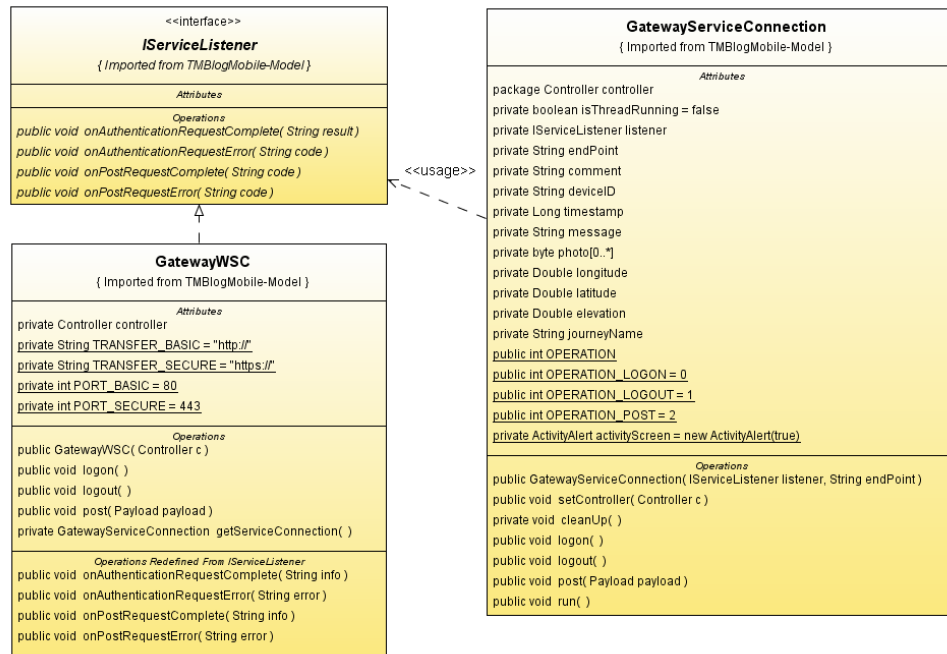 <<interface>>
IServiceListener
{ Imported from TMBlogMobile-Model }
Attributes
Operations
public void onAuthenticationRequestComplete( String result)
public void onAuthenticationRequestError( String code )
public void onPostRequestComplete( String code )
public void onPostRequestError( String code )
<<usage>>
GatewayWSC
{ Imported from TMBlogMobile-Model }
Attributes
private Controller controller
private String TRANSFER_BASIC = "http://"
private String TRANSFER_SECURE = "https://"
private int PORT_BASIC = 80
private int PORT_SECURE = 443
Operations
public GatewayWSC( Controller c )
public void logon( )
public void logout( )
public void post( Payload payload )
private GatewayServiceConnection getServiceConnection( )
Operations Redefined From IServiceListener
public void onAuthenticationRequestComplete( String info )
public void onAuthenticationRequestError( String error )
public void onPostRequestComplete( String info )
public void onPostRequestError( String error )
GatewayServiceConnection
{ Imported from TMBlogMobile-Model }
Attributes
package Controller controller
private boolean isThreadRunning = false
private IServiceListener listener
private String endPoint
private String comment
private String deviceID
private Long timestamp
private String message
private byte photo[0..*]
private Double longitude
private Double latitude
private Double elevation
private String journeyName
public int OPERATION
public int OPERATION_LOGON = 0
public int OPERATION_LOGOUT = 1
public int OPERATION_POST = 2
private ActivityAlert activityScreen = new ActivityAlert(true)
Operations
public GatewayServiceConnection( IServiceListener listener, String endPoint )
public void setController( Controller c )
private void cleanUp( )
public void logon( )
public void logout( )
public void post( Payload payload )
public void run( )